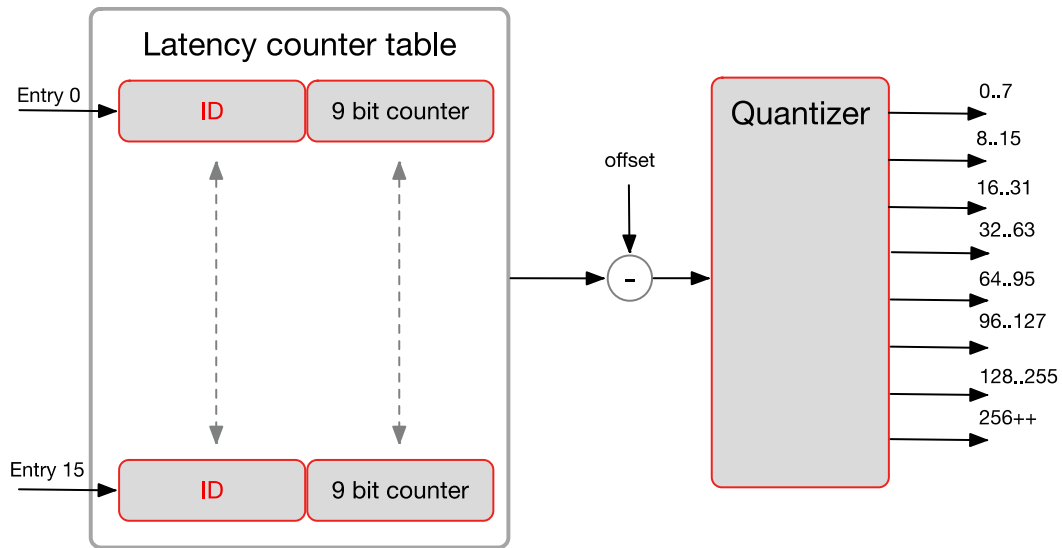 Latency counter table
Entry 0
ID
9 bit counter
Entry 15
ID
9 bit counter
offset
-
Quantizer
0..7
8..15
16..31
32..63
64..95
96..127
128..255
256++